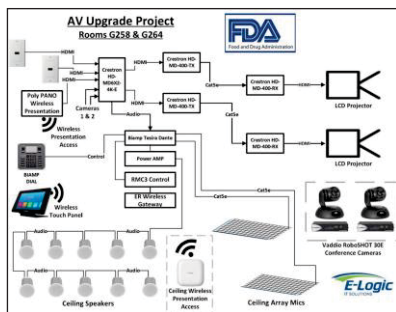 AV Upgrade Project
Rooms G258 & G264
FDA
Food and Drug Administration
HDMI
HDMI
HDMI
Crestron
HD-
MD6X2-
4K-E
HDMI
Crestron HD-
MD-400-TX
Cat5e
Crestron HD-
MD-400-RX
HDMI
LCD Projector
HDMI
Crestron HD-
MD-400-TX
Cat5e
Crestron HD-
MD-400-RX
HDMI
LCD Projector
Poly PANO
Wireless
Presentation
Cameras
1 & 2
Audio
Wireless
Presentation
Access
Control
Biamp Tesira Dante
Power AMP
RMC3 Control
ER Wireless
Gateway
Cat5e
Cat5e
BIAMP
DIAL
Wireless
Touch Panel
Audio
Audio
Audio
Audio
Ceiling Speakers
Ceiling Wireless
Presentation
Access
Ceiling Array Mics
Vaddio RoboSHOT 30E
Conference Cameras
E-Logic
IT SOLUTIONS